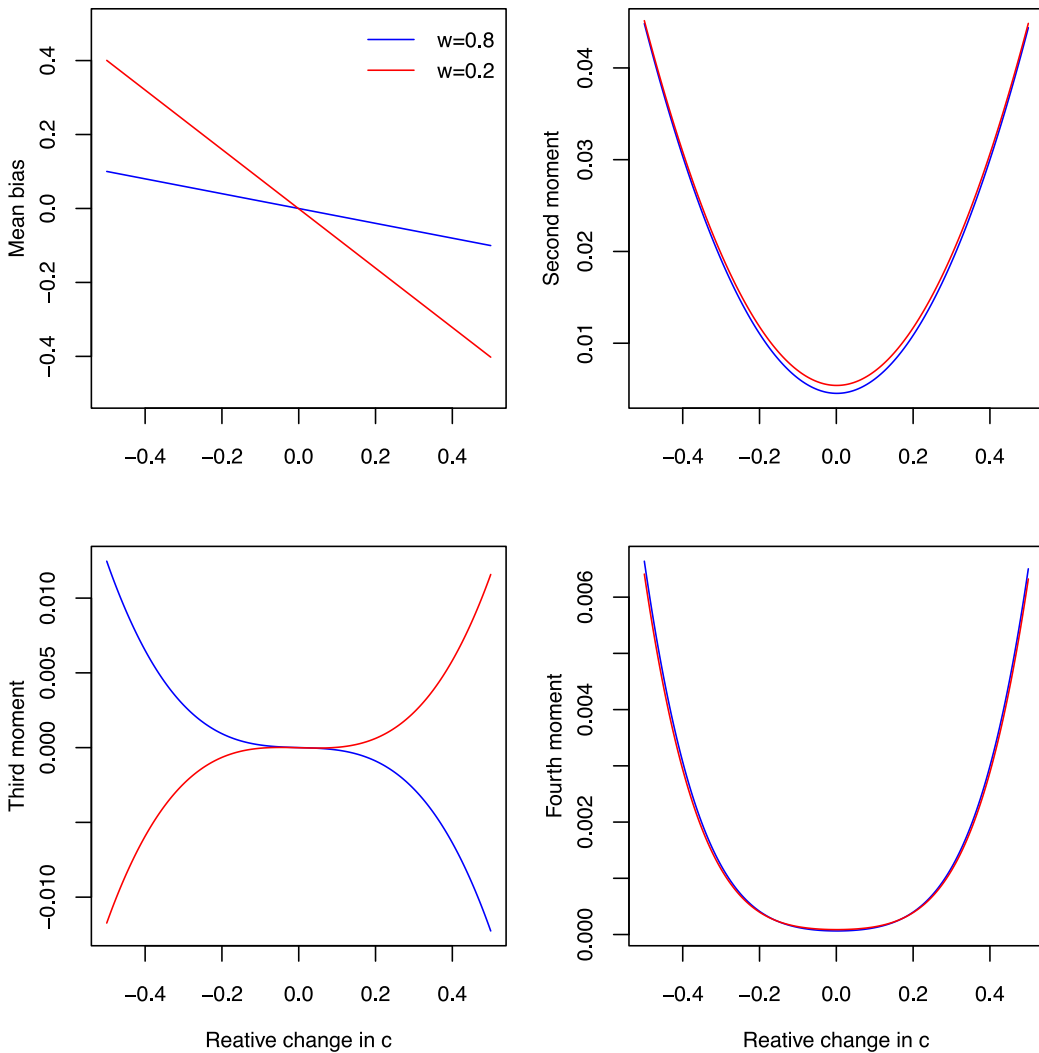 Mean bias
0.4
0.2
0.0
−0.2
−0.4
w=0.8
w=0.2
−0.4 −0.2 0.0 0.2 0.4
Second moment
0.04
0.03
0.02
0.01
−0.4 −0.2 0.0 0.2 0.4
Third moment
0.010
0.005
0.000
−0.010
−0.4 −0.2 0.0 0.2 0.4
Reative change in c
Fourth moment
0.006
0.004
0.002
0.000
−0.4 −0.2 0.0 0.2 0.4
Reative change in c